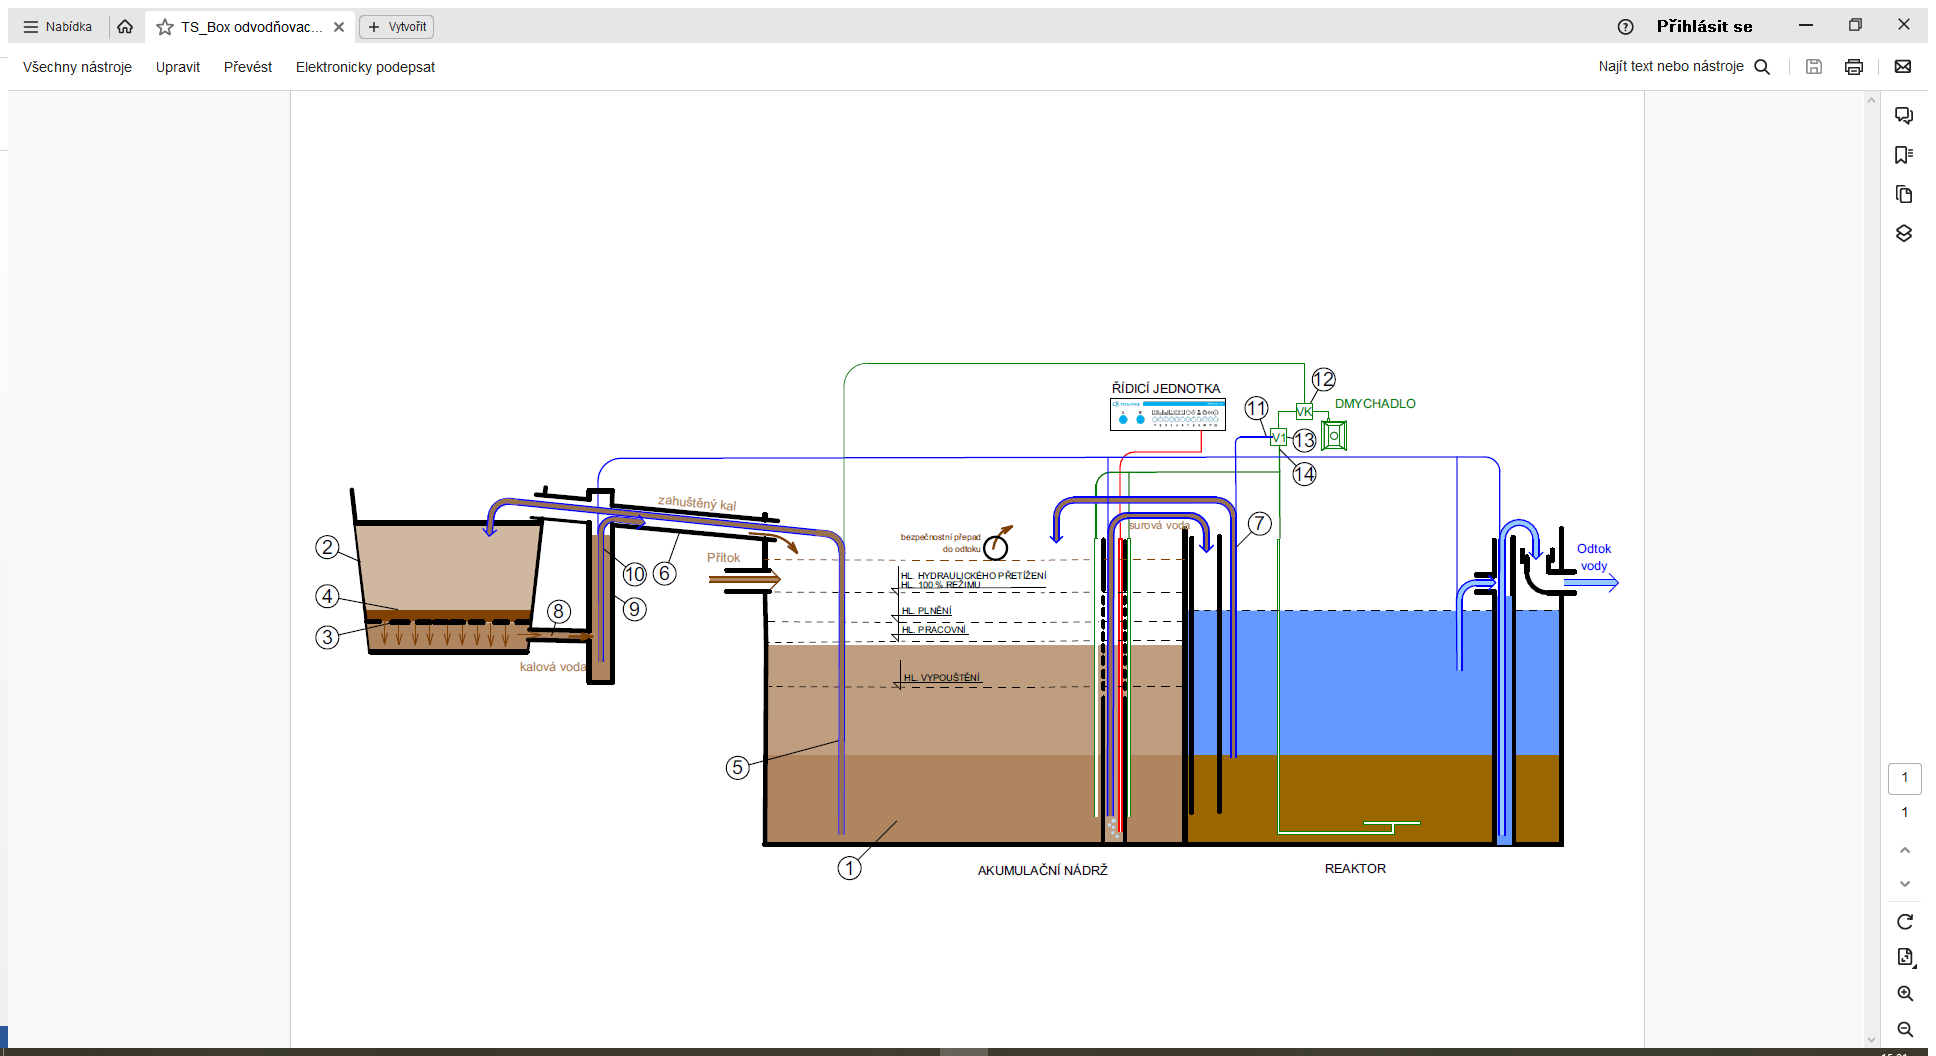 Nabídka
TS_Box odvodňovac...
Vytvořit
Přihlásit se
Všechny nástroje
Upravit
Převést
Elektronicky podepsat
Najít text nebo nástroje
12
ŘÍDICÍ JEDNOTKA
DMYCHADLO
11
VK
V1
13
14
zahuštěný kal
surová voda
7
bezpečnostní přepad
do odtoku
2
Přítok
Odtok
vody
10
6
HL. HYDRAULICKÉHO PŘETÍŽENÍ
HL. 100 % REŽIMU
4
8
9
HL. PLNĚNÍ
3
HL. PRACOVNÍ
kalová voda
HL. VYPOUŠTĚNÍ
5
1
AKUMULAČNÍ NÁDRŽ
REAKTOR
1
1